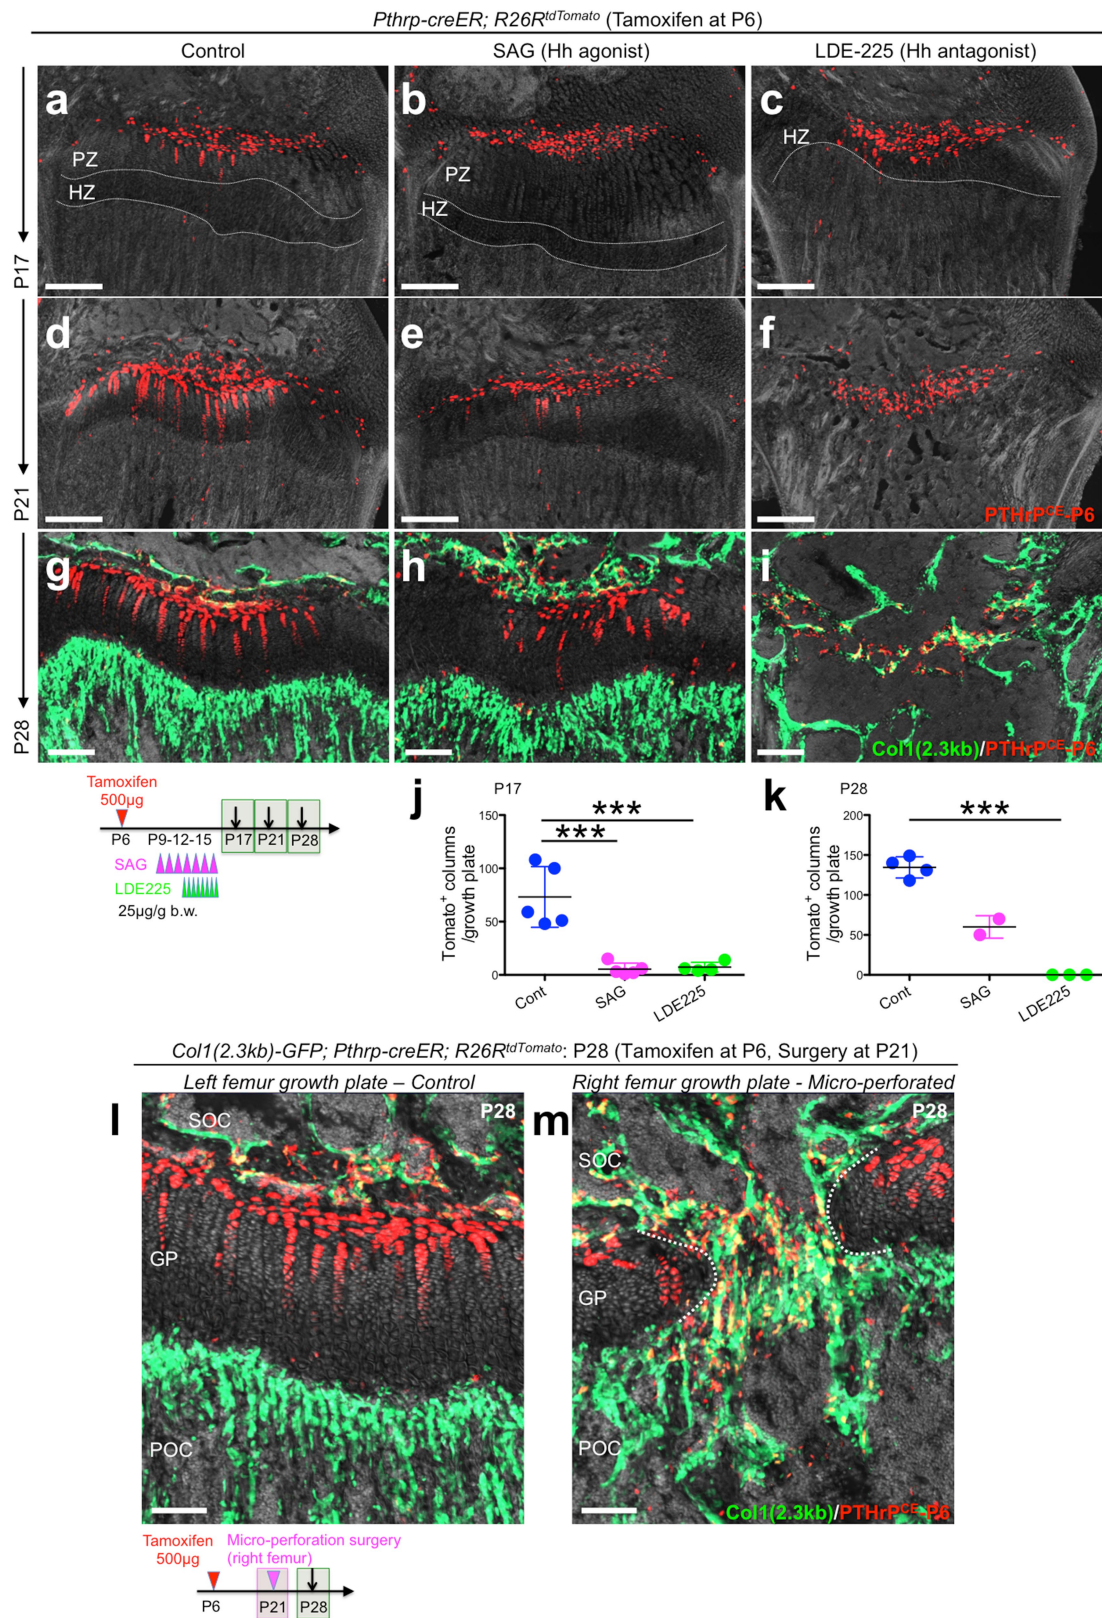 Pthrp-creER; R26R^tdTomato (Tamoxifen at P6)
Control
SAG (Hh agonist)
LDE-225 (Hh antagonist)
a
PZ
HZ
b
PZ
HZ
c
HZ
P17
d
e
f
PTHrP^CE-P6
P21
g
h
i
Col1(2.3kb)/PTHrP^CE-P6
P28
Tamoxifen
500µg
P6
P9-12-15
P17
P21
P28
SAG
LDE225
25µg/g b.w.
j
P17
***
***
Tomato+ columns
/growth plate
150
100
50
0
Cont
SAG
LDE225
k
P28
***
Tomato+ columns
/growth plate
200
150
100
50
0
Cont
SAG
LDE225
Col1(2.3kb)-GFP; Pthrp-creER; R26R^tdTomato: P28 (Tamoxifen at P6, Surgery at P21)
Left femur growth plate – Control
Right femur growth plate - Micro-perforated
l
P28
SOC
GP
POC
m
P28
SOC
GP
POC
Col1(2.3kb)/PTHrP^CE-P6
Tamoxifen
500µg
Micro-perforation surgery
(right femur)
P6
P21
P28